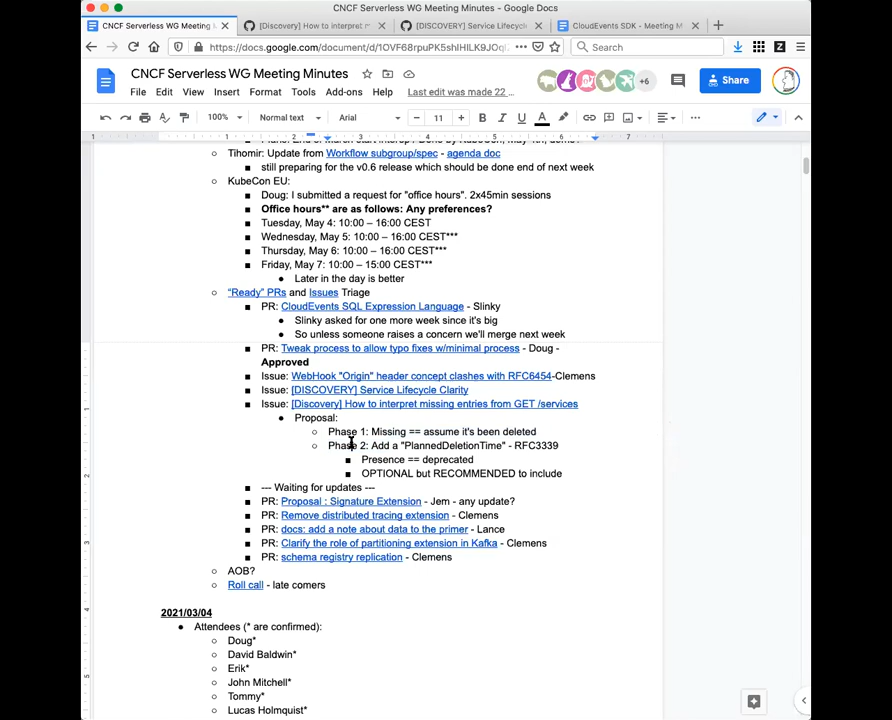 CNCF Serverless WG Meeting Minutes - Google Docs
CNCF Serverless WG Meeting Minutes
[Discovery] How to interpret m
[DISCOVERY] Service Lifecycl
CloudEvents SDK - Meeting M
Search
CNCF Serverless WG Meeting Minutes
+6
Share
File Edit View Insert Format Tools Add-ons Help Last edit was made 22 ...
100% Normal text Arial 11
1 1 2 3 4 5 6 7
Tihomir: Update from Workflow subgroup/spec - agenda doc
still preparing for the v0.6 release which should be done end of next week
KubeCon EU:
Doug: I submitted a request for "office hours". 2x45min sessions
Office hours** are as follows: Any preferences?
Tuesday, May 4: 10:00 – 16:00 CEST
Wednesday, May 5: 10:00 – 16:00 CEST***
Thursday, May 6: 10:00 – 16:00 CEST***
Friday, May 7: 10:00 – 15:00 CEST***
Later in the day is better
“Ready” PRs and Issues Triage
PR: CloudEvents SQL Expression Language - Slinky
Slinky asked for one more week since it's big
So unless someone raises a concern we'll merge next week
PR: Tweak process to allow typo fixes w/minimal process - Doug -
Approved
Issue: WebHook "Origin" header concept clashes with RFC6454-Clemens
Issue: [DISCOVERY] Service Lifecycle Clarity
Issue: [Discovery] How to interpret missing entries from GET /services
Proposal:
Phase 1: Missing == assume it's been deleted
Phase 2: Add a "PlannedDeletionTime" - RFC3339
Presence == deprecated
OPTIONAL but RECOMMENDED to include
--- Waiting for updates ---
PR: Proposal : Signature Extension - Jem - any update?
PR: Remove distributed tracing extension - Clemens
PR: docs: add a note about data to the primer - Lance
PR: Clarify the role of partitioning extension in Kafka - Clemens
PR: schema registry replication - Clemens
AOB?
Roll call - late comers
2021/03/04
Attendees (* are confirmed):
Doug*
David Baldwin*
Erik*
John Mitchell*
Tommy*
Lucas Holmquist*